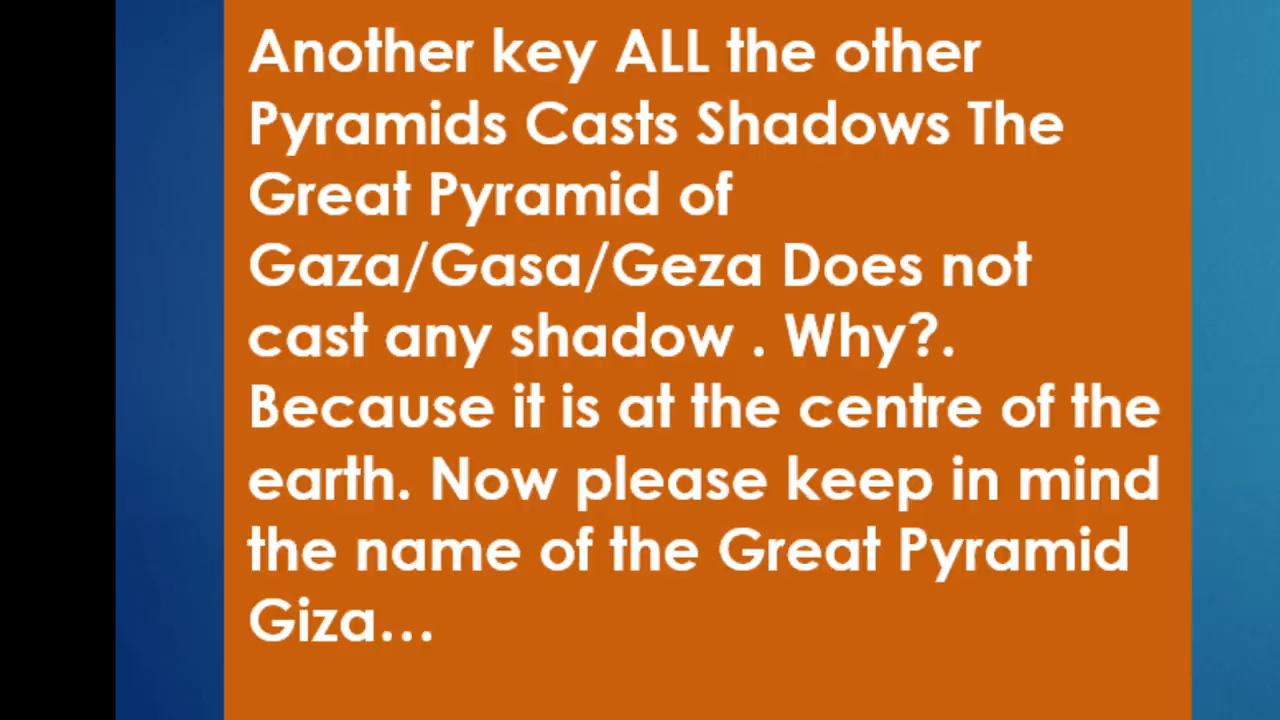 Another key ALL the other
Pyramids Casts Shadows The
Great Pyramid of
Gaza/Gasa/Geza Does not
cast any shadow . Why?.
Because it is at the centre of the
earth. Now please keep in mind
the name of the Great Pyramid
Giza...